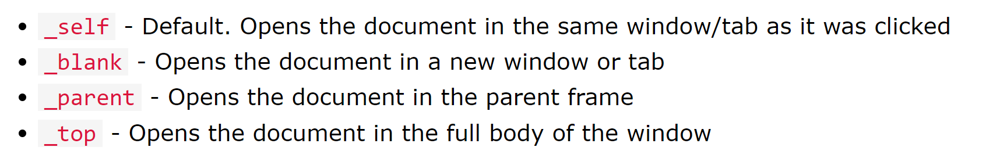 • _self - Default. Opens the document in the same window/tab as it was clicked
• _blank - Opens the document in a new window or tab
• _parent - Opens the document in the parent frame
• _top - Opens the document in the full body of the window